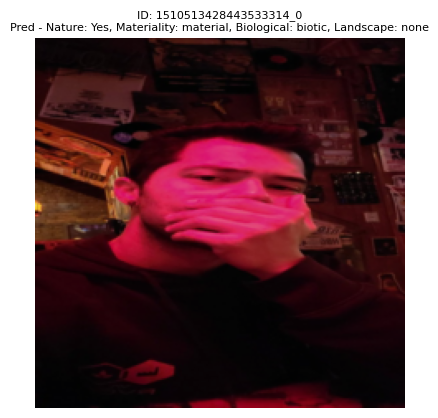 ID: 1510513428443533314_0
Pred - Nature: Yes, Materiality: material, Biological: biotic, Landscape: none